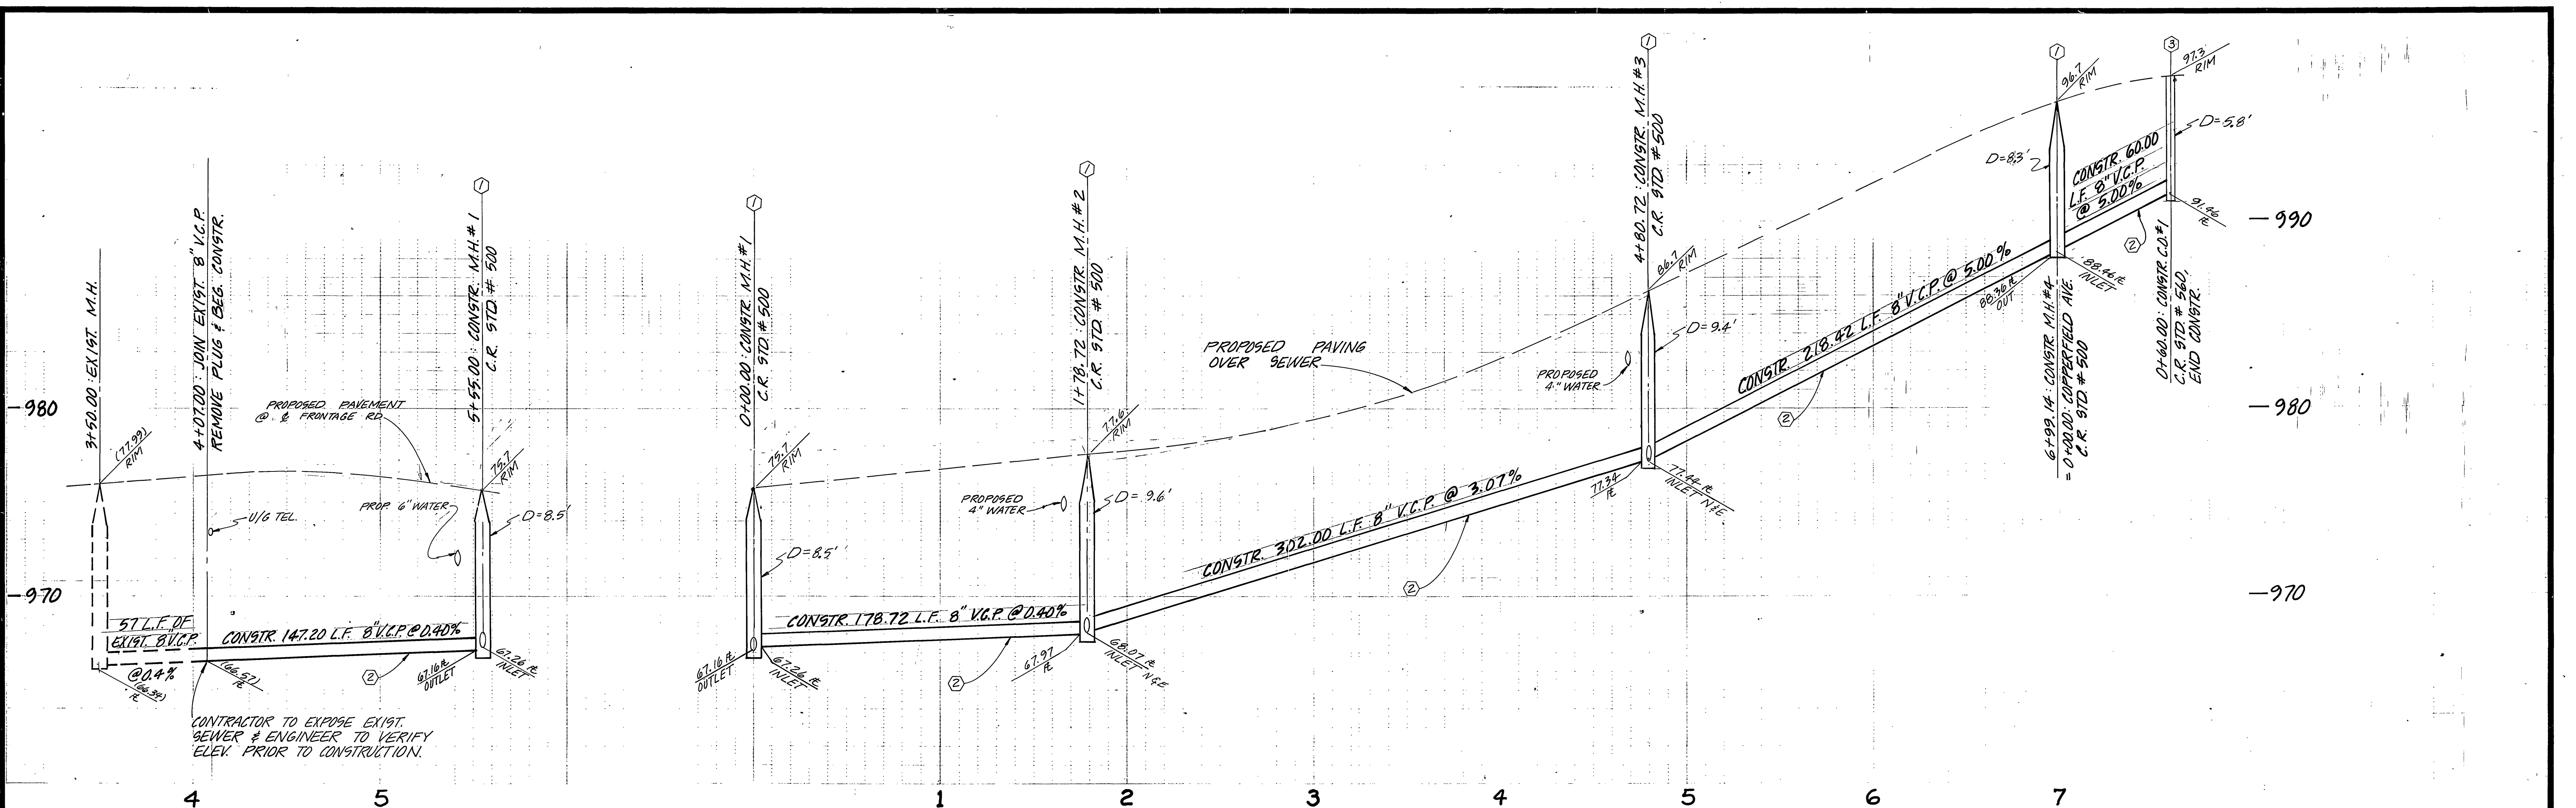 3+50.00 : EXIST. M.H.
(77.99)
RIM
4+07.00 : JOIN EXIST. 8" V.C.P.
REMOVE PLUG & BEG. CONSTR.
PROPOSED PAVEMENT
@ ℄ FRONTAGE RD.
U/G TEL.
PROP. 6" WATER
1
5+55.00 : CONSTR. M.H. #1
C.R. STD. # 500
75.7
RIM
D=8.5'
57 L.F. OF
EXIST. 8" V.C.P.
@0.4%
(66.34)
℄
CONSTR. 147.20 L.F. 8" V.C.P. @ 0.40%
(66.57)
℄
2
67.16 ℄
OUTLET
67.26 ℄
INLET
CONTRACTOR TO EXPOSE EXIST.
SEWER & ENGINEER TO VERIFY
ELEV. PRIOR TO CONSTRUCTION.
1
0+00.00 : CONSTR. M.H. #1
C.R. STD. # 500
75.7
RIM
D=8.5'
67.16 ℄
OUTLET
67.26 ℄
INLET
CONSTR. 178.72 L.F. 8" V.C.P. @ 0.40%
2
1
1+78.72 : CONSTR. M.H. #2
C.R. STD. # 500
77.6
RIM
PROPOSED
4" WATER
D= 9.6'
67.97
℄
68.07 ℄
INLET N&E
PROPOSED PAVING
OVER SEWER
CONSTR. 302.00 L.F. 8" V.C.P. @ 3.07%
2
1
4+80.72 : CONSTR. M.H. #3
C.R. STD. # 500
86.7
RIM
PROPOSED
4" WATER
D=9.4'
77.34
℄
77.44 ℄
INLET N&E
CONSTR. 218.42 L.F. 8" V.C.P. @ 5.00%
2
1
96.7
RIM
D=8.3'
88.36 ℄
OUT
88.46 ℄
INLET
6+99.14 : CONSTR. M.H. #4
= 0+00.00: COPPERFIELD AVE.
C.R. STD. # 500
CONSTR. 60.00
L.F. 8" V.C.P.
@ 5.00%
2
3
97.3
RIM
D=5.8'
91.46
℄
0+60.00 : CONSTR. C.O. #1
C.R. STD. # 560,
END CONSTR.
990
980
980
970
970
4 5 1 2 3 4 5 6 7